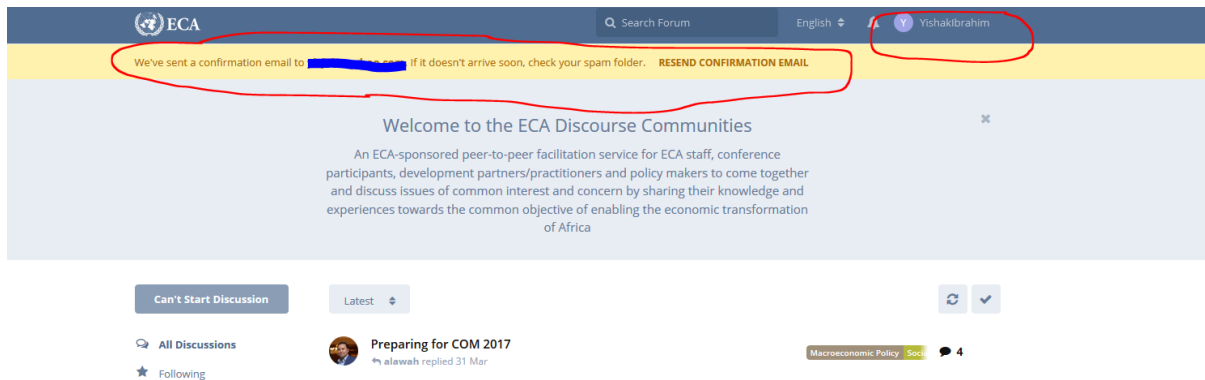 ECA Search Forum English Y YishakIbrahim
We've sent a confirmation email to If it doesn't arrive soon, check your spam folder. RESEND CONFIRMATION EMAIL
Welcome to the ECA Discourse Communities
An ECA-sponsored peer-to-peer facilitation service for ECA staff, conference
participants, development partners/practitioners and policy makers to come together
and discuss issues of common interest and concern by sharing their knowledge and
experiences towards the common objective of enabling the economic transformation
of Africa
Can't Start Discussion Latest
All Discussions Preparing for COM 2017 Macroeconomic Policy 4
alawah replied 31 Mar
Following